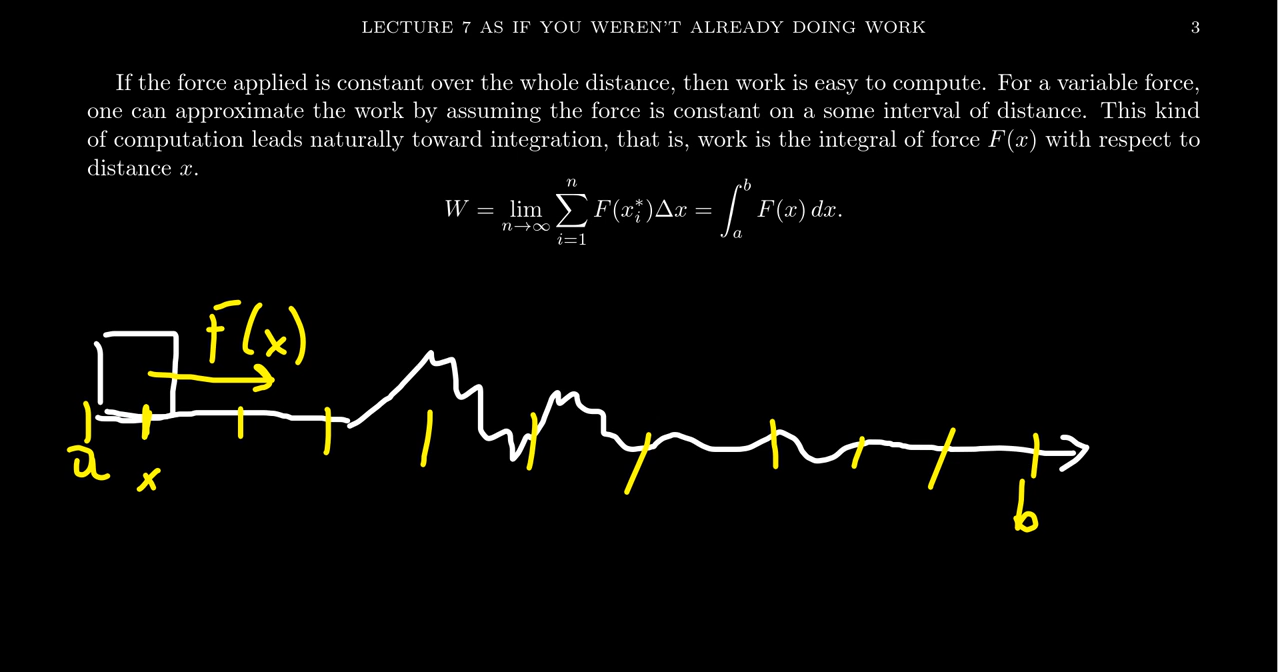 LECTURE 7 AS IF YOU WEREN'T ALREADY DOING WORK 3
If the force applied is constant over the whole distance, then work is easy to compute. For a variable force,
one can approximate the work by assuming the force is constant on a some interval of distance. This kind
of computation leads naturally toward integration, that is, work is the integral of force F(x) with respect to
distance x.
W = lim_{n→∞} ∑_{i=1}^{n} F(x_i^*)Δx = ∫_a^b F(x) dx.
F(x)
a x
b